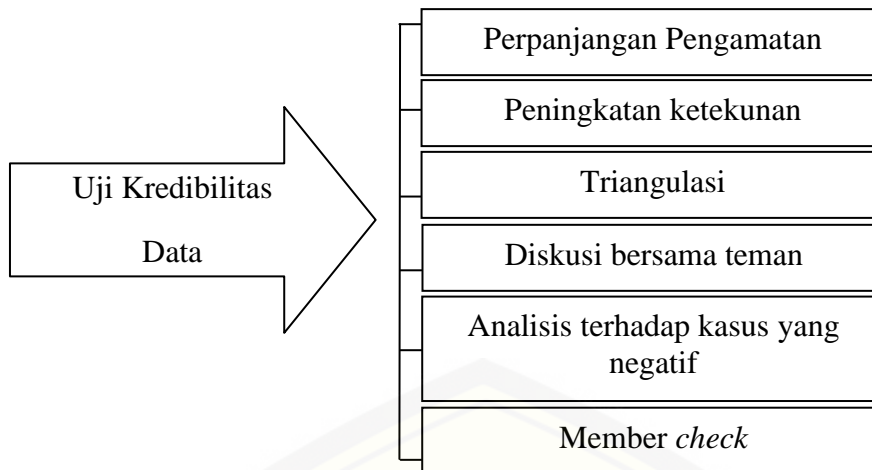 Perpanjangan Pengamatan
Peningkatan ketekunan
Uji Kredibilitas
Data
Triangulasi
Diskusi bersama teman
Analisis terhadap kasus yang
negatif
Member check